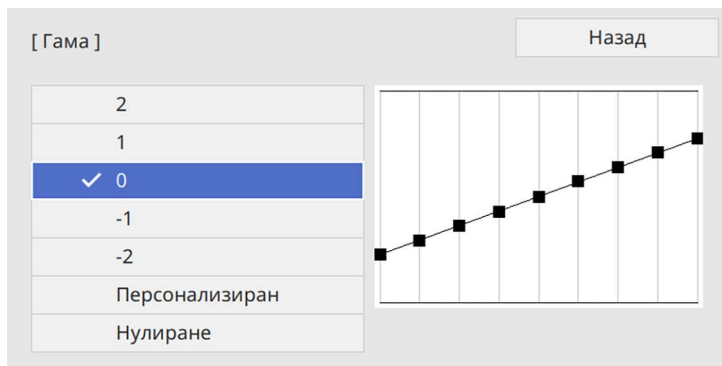 [ Гама ]
Назад
2
1
0
-1
-2
Персонализиран
Нулиране